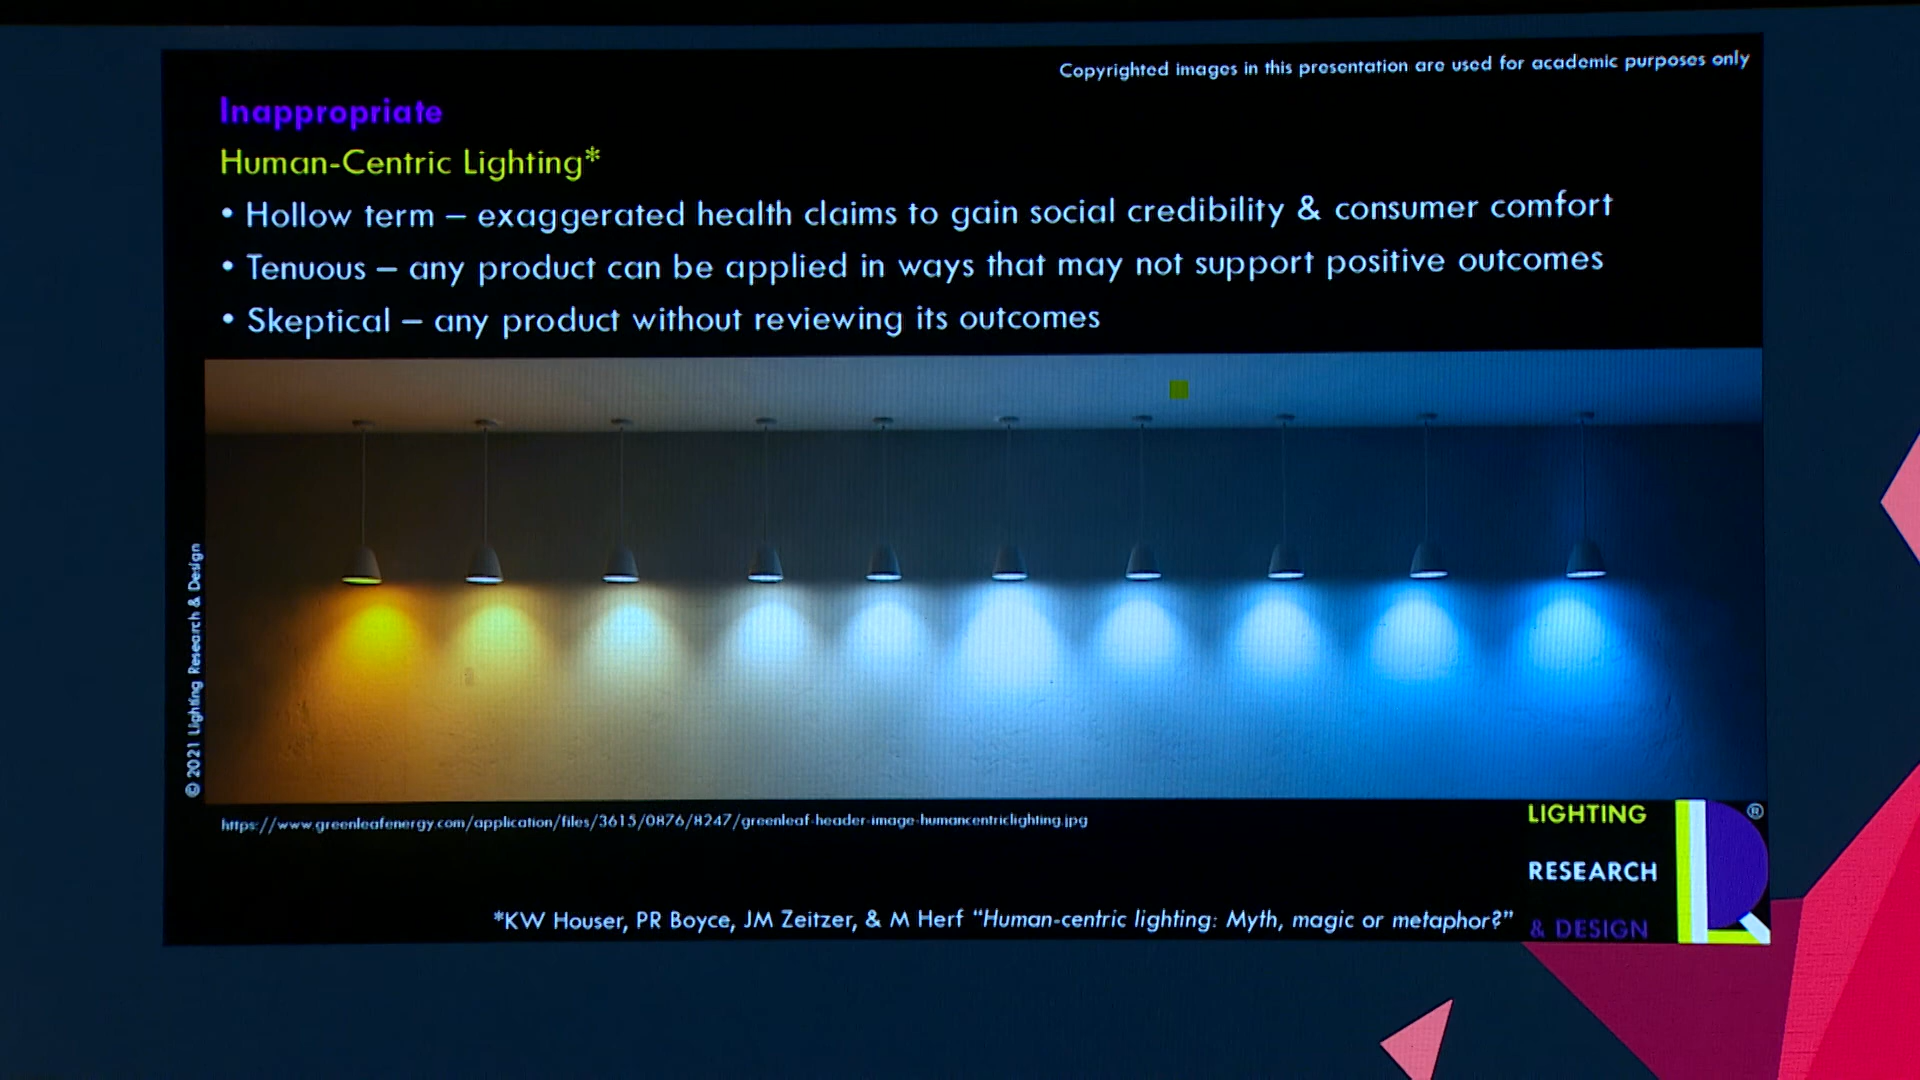 Copyrighted images in this presentation are used for academic purposes only
Inappropriate
Human-Centric Lighting*
• Hollow term – exaggerated health claims to gain social credibility & consumer comfort
• Tenuous – any product can be applied in ways that may not support positive outcomes
• Skeptical – any product without reviewing its outcomes
© 2021 Lighting Research & Design
https://www.greenleafenergy.com/application/files/3615/0876/8247/greenleaf-header-image-humancentriclighting.jpg
LIGHTING
RESEARCH
& DESIGN
®
*KW Houser, PR Boyce, JM Zeitzer, & M Herf “Human-centric lighting: Myth, magic or metaphor?”